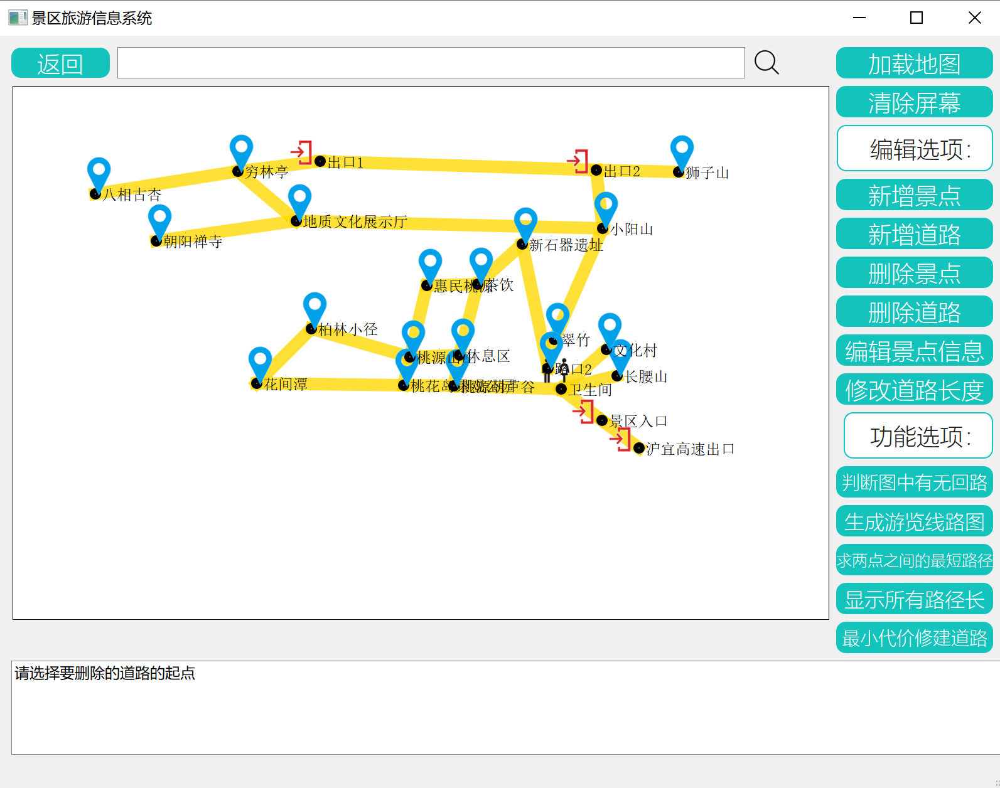 景区旅游信息系统
返回
加载地图
清除屏幕
编辑选项：
新增景点
新增道路
删除景点
删除道路
编辑景点信息
修改道路长度
功能选项：
判断图中有无回路
生成游览线路图
求两点之间的最短路径
显示所有路径长
最小代价修建道路
穷林亭
出口1
出口2
狮子山
八相古杏
地质文化展示厅
小阳山
朝阳禅寺
新石器遗址
惠民桃源
茶饮
柏林小径
翠竹
文化村
桃源山庄
休息区
路口2
长腰山
花间潭
桃花岛
葫芦谷
卫生间
景区入口
沪宜高速出口
请选择要删除的道路的起点